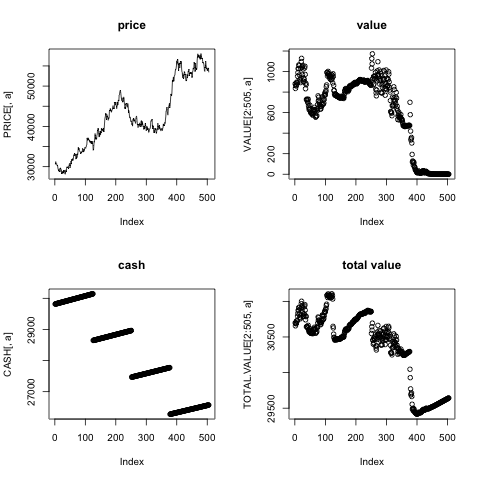 price
PRICE[, a]
30000 40000 50000
0 100 200 300 400 500
Index
value
VALUE[2:505, a]
0 200 600 1000
0 100 200 300 400 500
Index
cash
CASH[, a]
27000 29000
0 100 200 300 400 500
Index
total value
TOTAL.VALUE[2:505, a]
29500 30500
0 100 200 300 400 500
Index